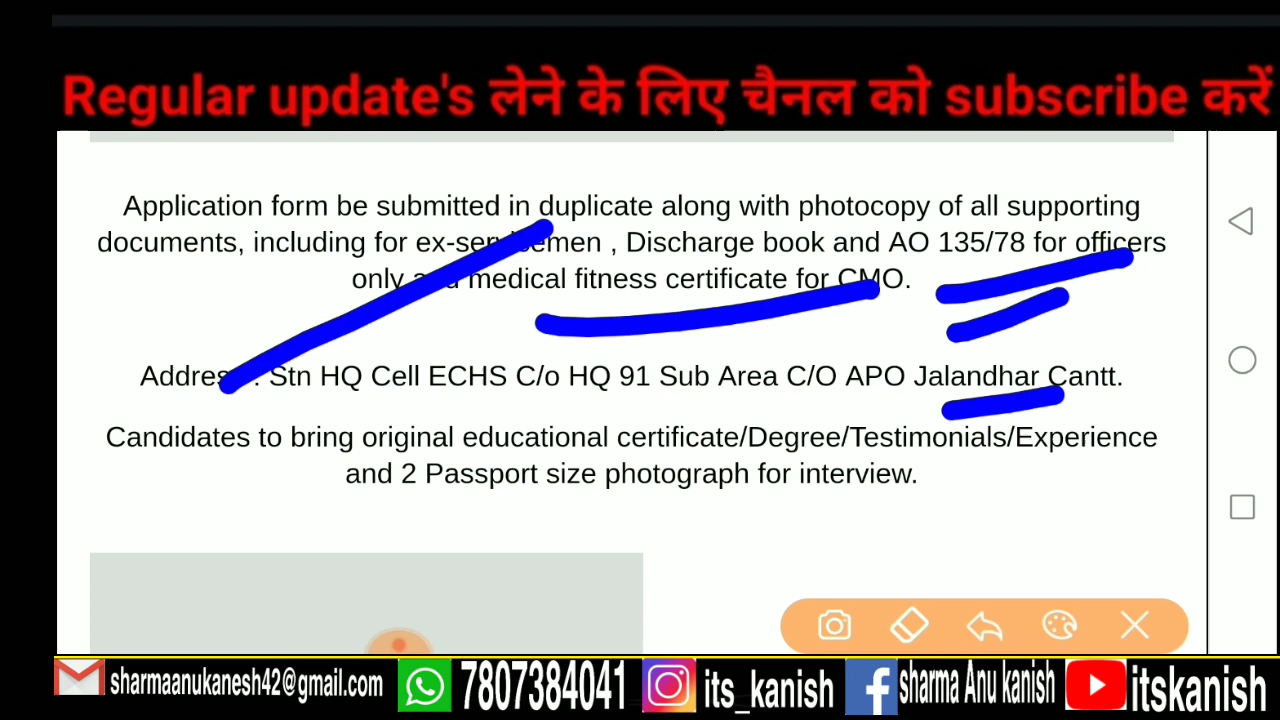 Regular update's लेने के लिए चैनल को subscribe करें
Application form be submitted in duplicate along with photocopy of all supporting
documents, including for ex-servisemen , Discharge book and AO 135/78 for officers
only and medical fitness certificate for CMO.
Address : Stn HQ Cell ECHS C/o HQ 91 Sub Area C/O APO Jalandhar Cantt.
Candidates to bring original educational certificate/Degree/Testimonials/Experience
and 2 Passport size photograph for interview.
sharmaanukanesh42@gmail.com 7807384041 its_kanish sharma Anu kanish itskanish